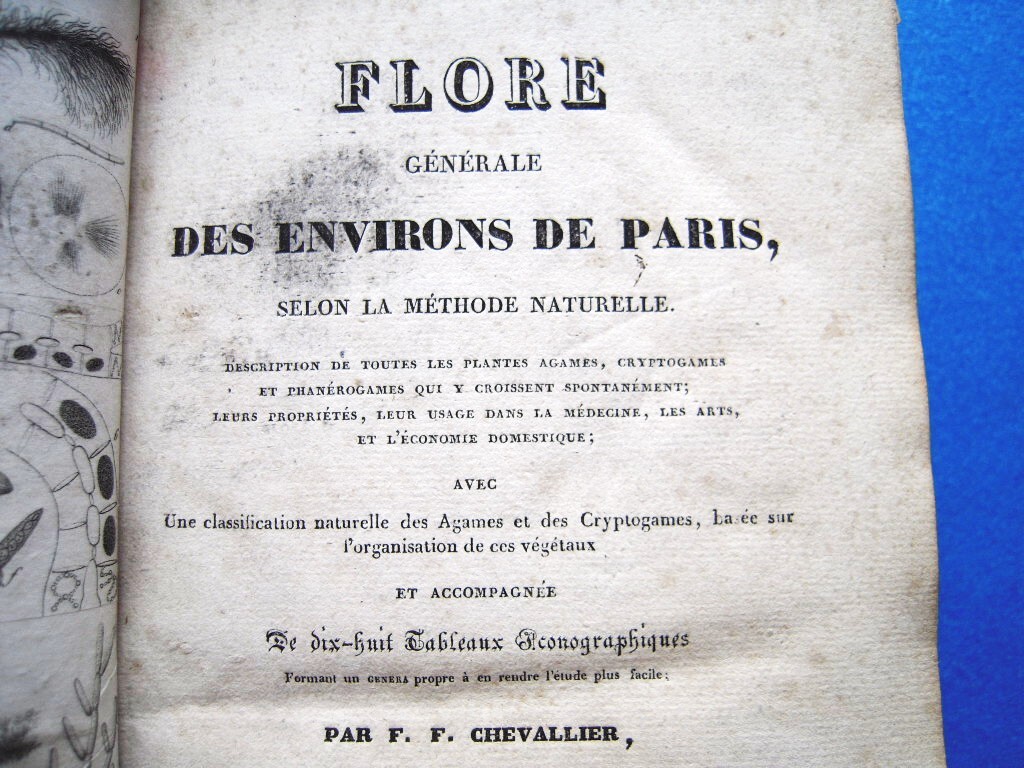 FLORE
GÉNÉRALE
DES ENVIRONS DE PARIS,
SELON LA MÉTHODE NATURELLE.
DESCRIPTION DE TOUTES LES PLANTES AGAMES, CRYPTOGAMES
ET PHANÉROGAMES QUI Y CROISSENT SPONTANÉMENT;
LEURS PROPRIÉTÉS, LEUR USAGE DANS LA MÉDECINE, LES ARTS,
ET L'ÉCONOMIE DOMESTIQUE;
AVEC
Une classification naturelle des Agames et des Cryptogames, basée sur
l'organisation de ces végétaux
ET ACCOMPAGNÉE
De dix-huit Tableaux Iconographiques
Formant un GENERA propre à en rendre l'étude plus facile;
PAR F. F. CHEVALLIER,